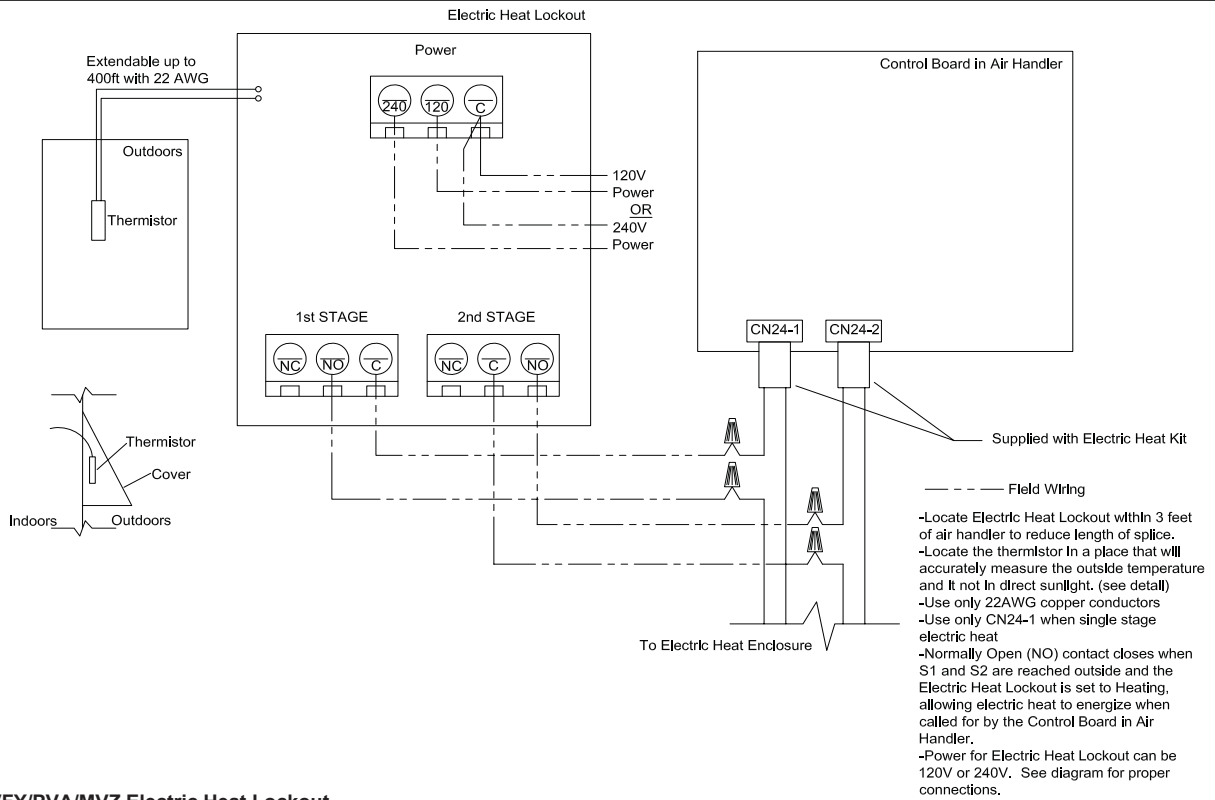 Electric Heat Lockout
Extendable up to
400ft with 22 AWG
Power
240 120 C
Control Board in Air Handler
Outdoors
Thermistor
120V
Power
OR
240V
Power
1st STAGE
2nd STAGE
NC NO C
NC C NO
CN24-1
CN24-2
Thermistor
Cover
Indoors
Outdoors
Supplied with Electric Heat Kit
Field Wiring
-Locate Electric Heat Lockout within 3 feet
of air handler to reduce length of splice.
-Locate the thermistor in a place that will
accurately measure the outside temperature
and it not in direct sunlight. (see detail)
-Use only 22AWG copper conductors
-Use only CN24-1 when single stage
electric heat
-Normally Open (NO) contact closes when
S1 and S2 are reached outside and the
Electric Heat Lockout is set to Heating,
allowing electric heat to energize when
called for by the Control Board in Air
Handler.
-Power for Electric Heat Lockout can be
120V or 240V. See diagram for proper
connections.
To Electric Heat Enclosure